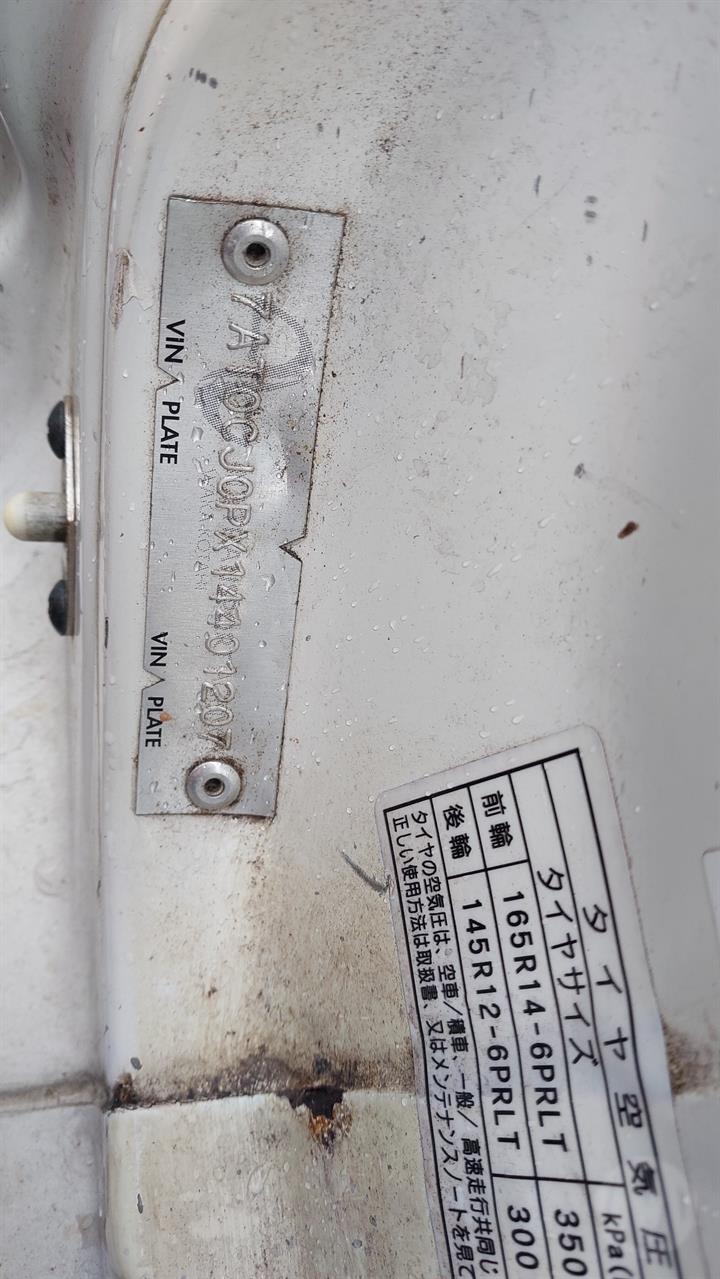 7AT0CJ0PX14401207
WAKA KOTAHI
VIN PLATE
VIN PLATE
タイヤ空気圧
タイヤサイズ kPa(
前輪 165R14-6PRLT 350
後輪 145R12-6PRLT 300
タイヤの空気圧は、空車/積車、一般/高速走行共同じ
正しい使用方法は取扱書、又はメンテナンスノートを見て